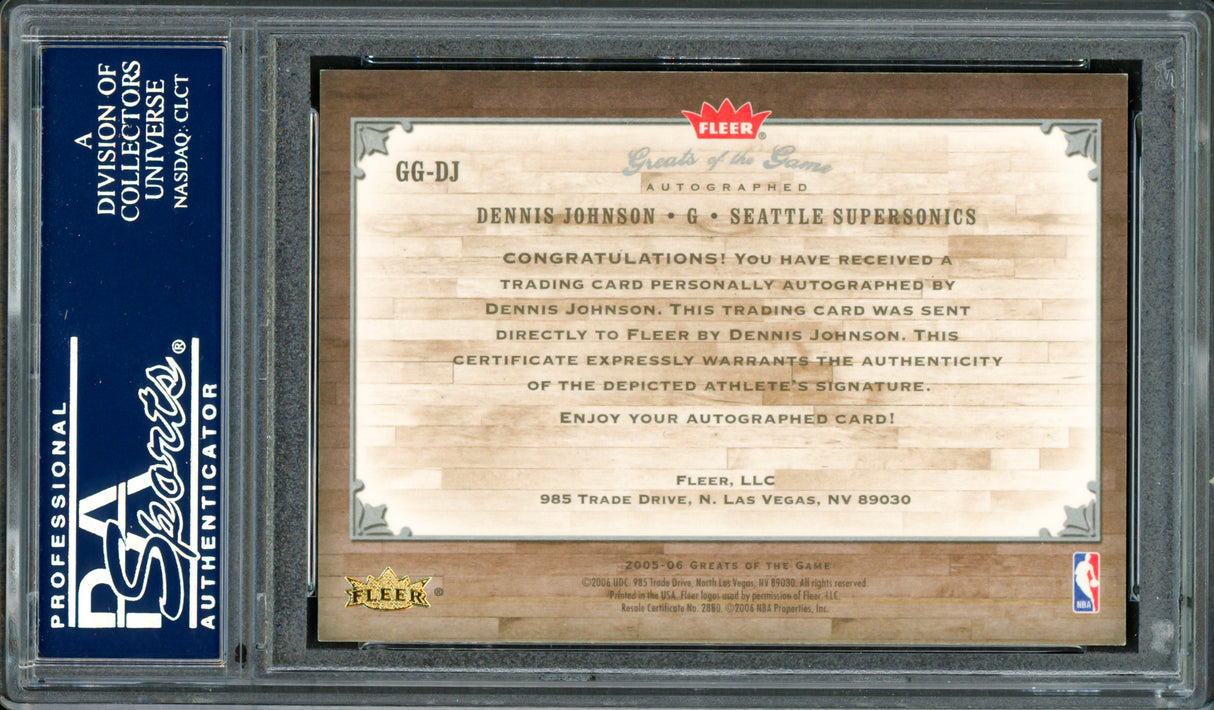 A
DIVISION OF
COLLECTORS
UNIVERSE
NASDAQ: CLCT
PROFESSIONAL
PSA
Sports®
AUTHENTICATOR
FLEER®
GG-DJ
Greats of the Game
AUTOGRAPHED
DENNIS JOHNSON • G • SEATTLE SUPERSONICS
CONGRATULATIONS! YOU HAVE RECEIVED A
TRADING CARD PERSONALLY AUTOGRAPHED BY
DENNIS JOHNSON. THIS TRADING CARD WAS SENT
DIRECTLY TO FLEER BY DENNIS JOHNSON. THIS
CERTIFICATE EXPRESSLY WARRANTS THE AUTHENTICITY
OF THE DEPICTED ATHLETE'S SIGNATURE.
ENJOY YOUR AUTOGRAPHED CARD!
FLEER, LLC
985 TRADE DRIVE, N. LAS VEGAS, NV 89030
2005-06 GREATS OF THE GAME
©2006 UDC. 985 Trade Drive, North Las Vegas, NV 89030. All rights reserved.
Printed in the USA. Fleer logos used by permission of Fleer, LLC.
Resale Certificate No. 2880. ©2006 NBA Properties, Inc.
FLEER®
NBA